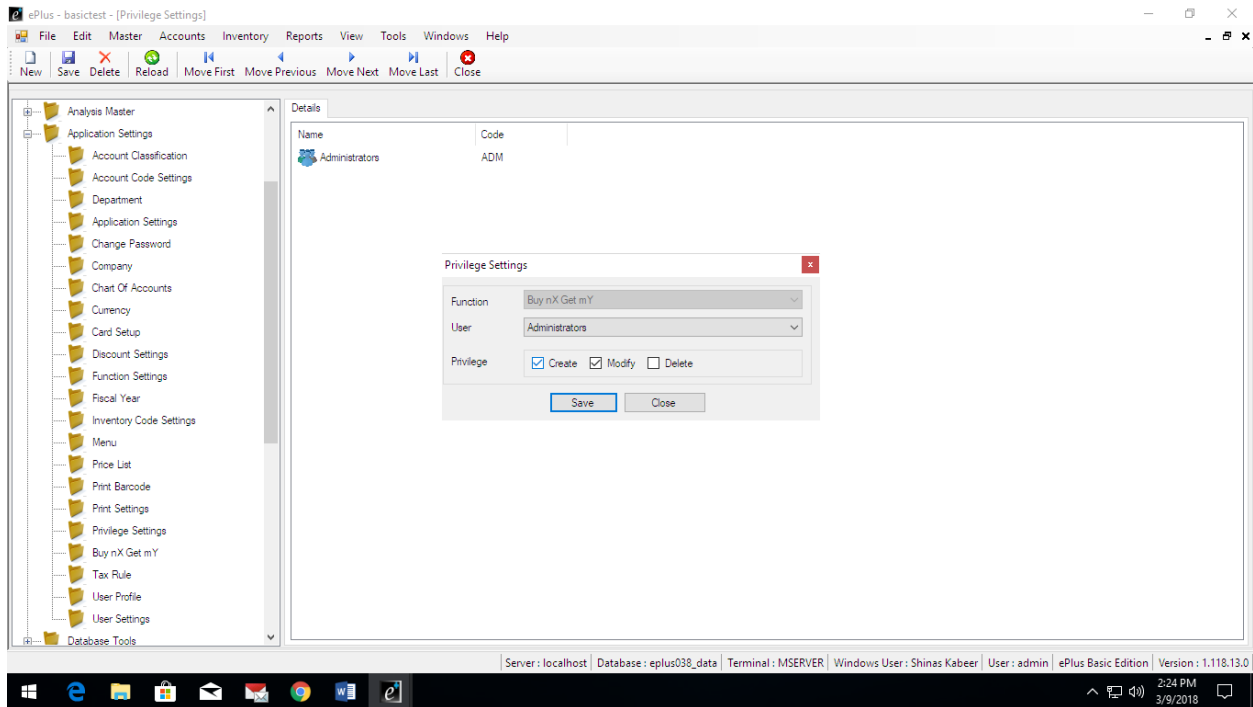 ePlus - basictest - [Privilege Settings]
File Edit Master Accounts Inventory Reports View Tools Windows Help
New Save Delete Reload Move First Move Previous Move Next Move Last Close
Analysis Master
Application Settings
Account Classification
Account Code Settings
Department
Application Settings
Change Password
Company
Chart Of Accounts
Currency
Card Setup
Discount Settings
Function Settings
Fiscal Year
Inventory Code Settings
Menu
Price List
Print Barcode
Print Settings
Privilege Settings
Buy nX Get mY
Tax Rule
User Profile
User Settings
Database Tools
Details
Name Code
Administrators ADM
Privilege Settings
Function Buy nX Get mY
User Administrators
Privilege Create Modify Delete
Save Close
Server : localhost Database : eplus038_data Terminal : MSERVER Windows User : Shinas Kabeer User : admin ePlus Basic Edition Version : 1.118.13.0
2:24 PM
3/9/2018